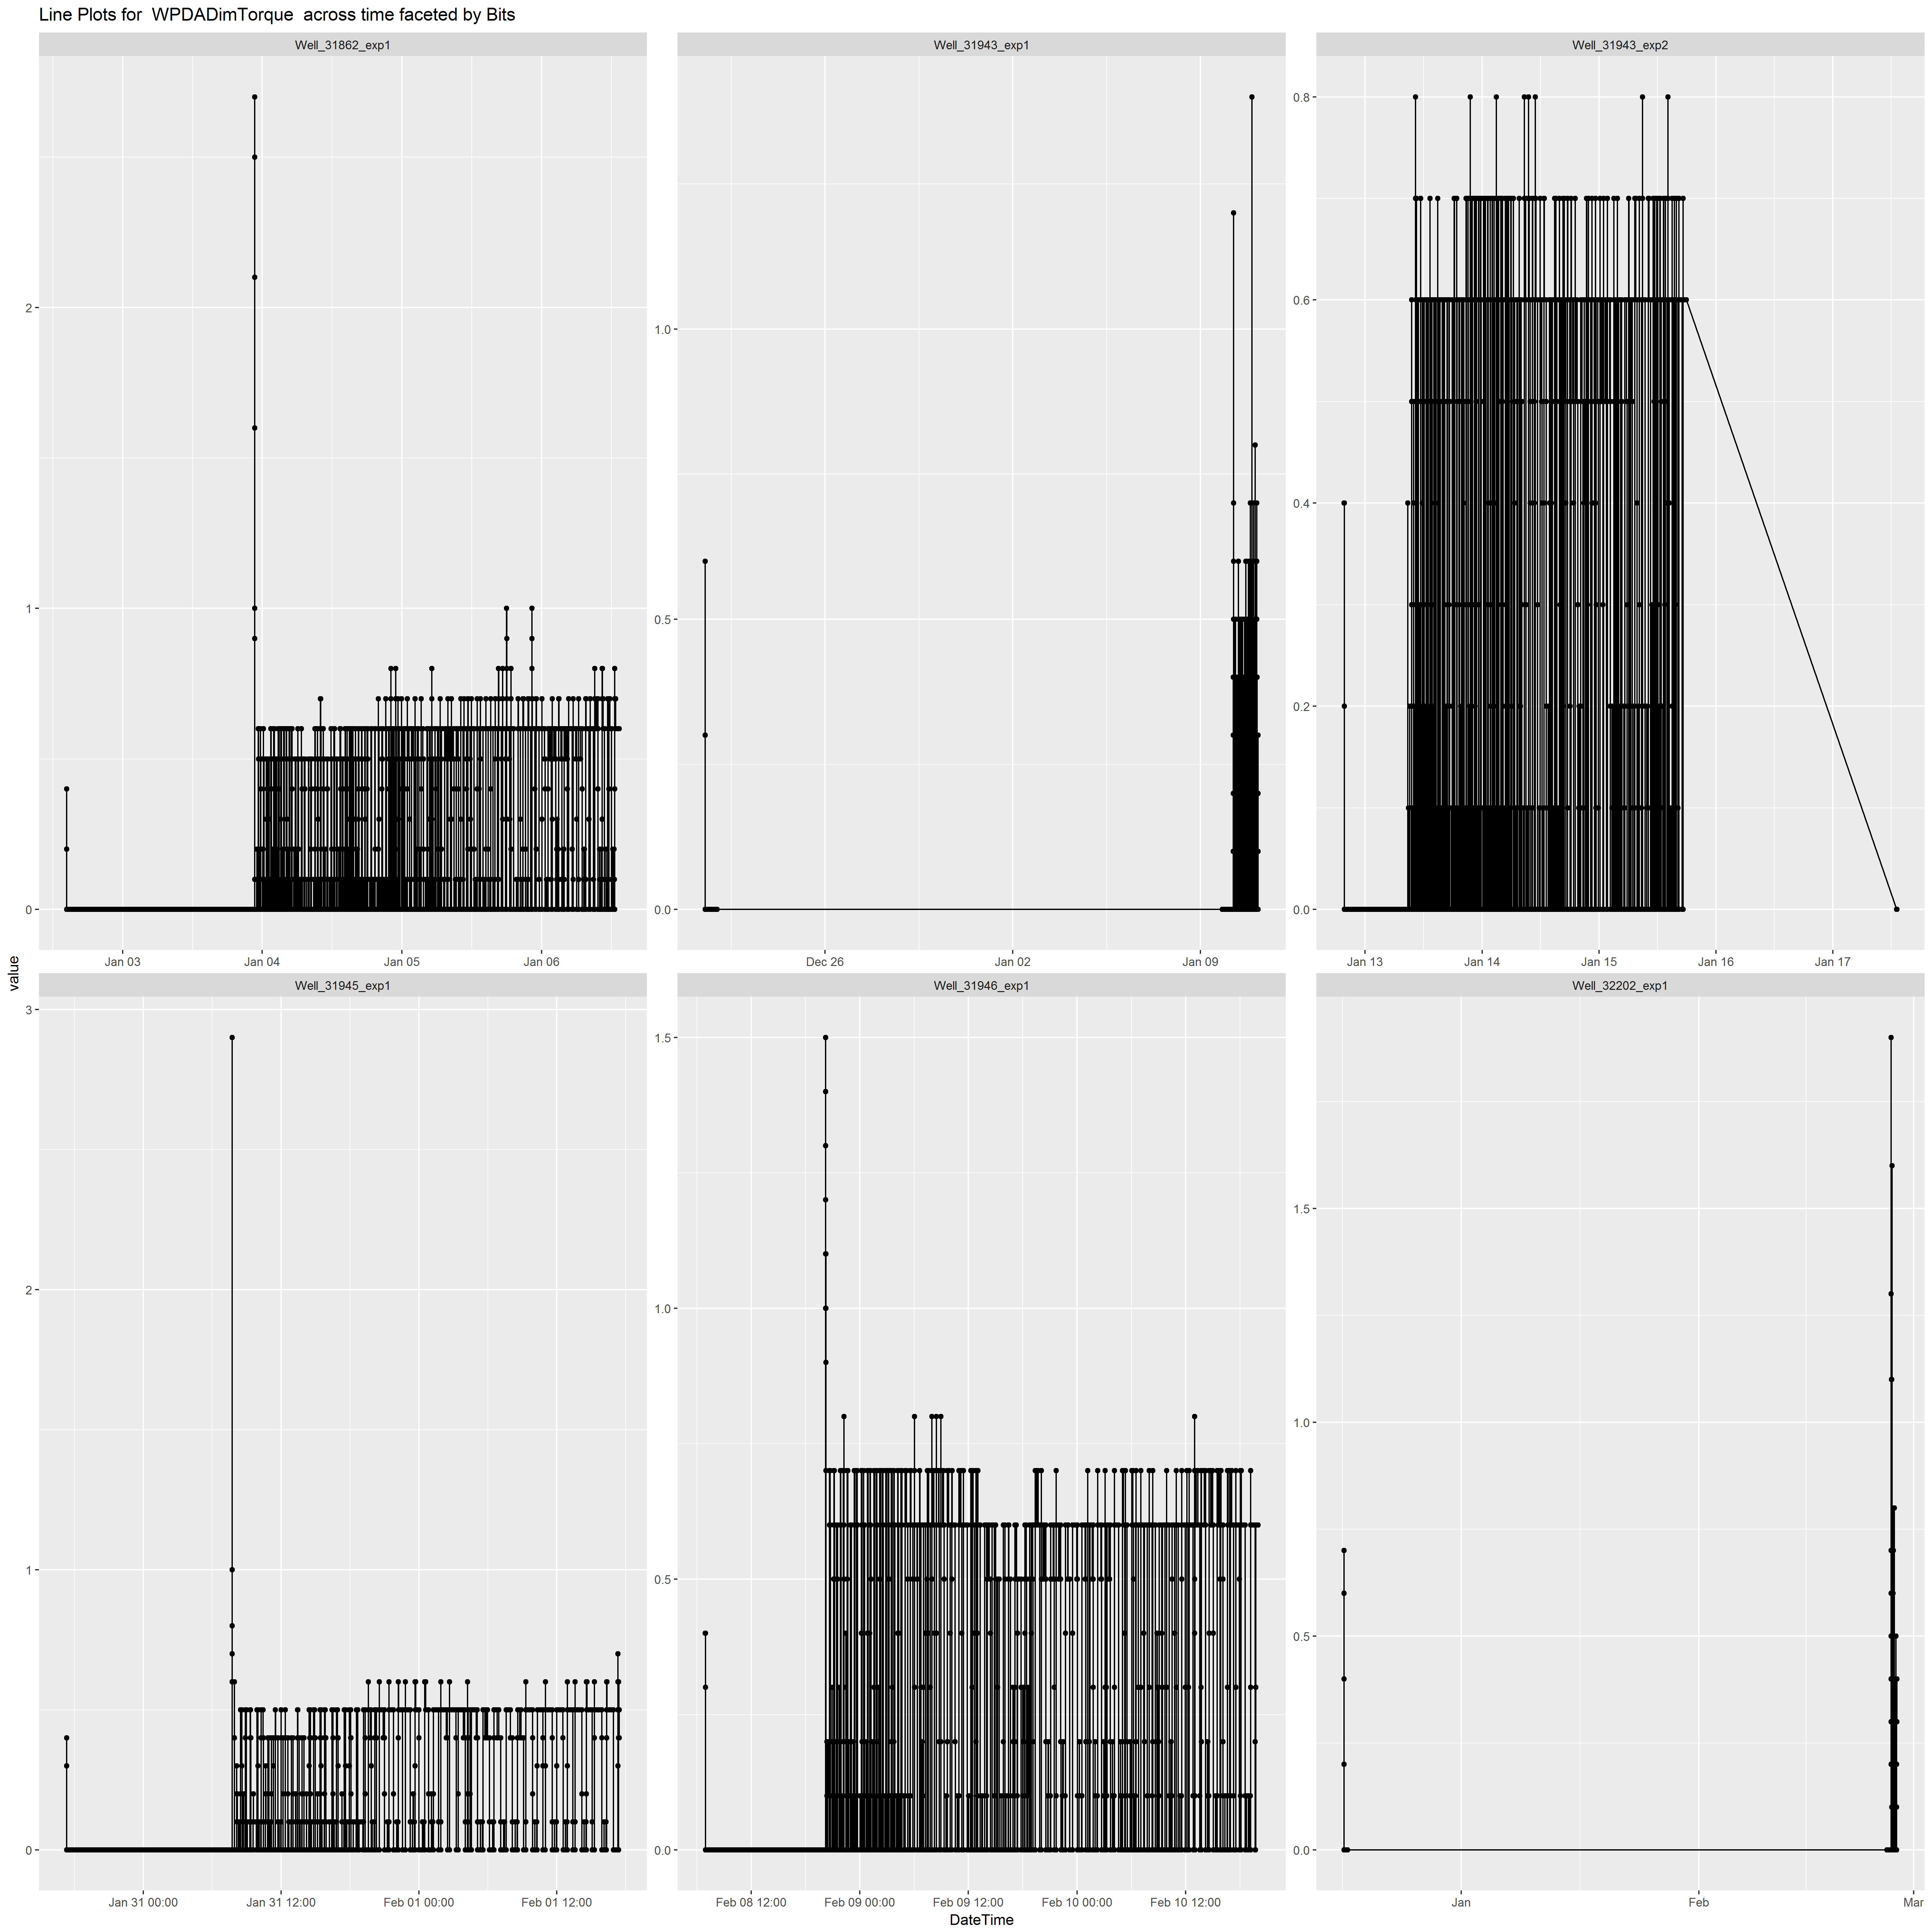 Line Plots for  WPDADimTorque  across time faceted by Bits
Well_31862_exp1
Well_31943_exp1
Well_31943_exp2
2
1
0
1.0
0.5
0.0
0.8
0.6
0.4
0.2
0.0
Jan 03 Jan 04 Jan 05 Jan 06
Dec 26 Jan 02 Jan 09
Jan 13 Jan 14 Jan 15 Jan 16 Jan 17
value
Well_31945_exp1
Well_31946_exp1
Well_32202_exp1
3
2
1
0
1.5
1.0
0.5
0.0
1.5
1.0
0.5
0.0
Jan 31 00:00 Jan 31 12:00 Feb 01 00:00 Feb 01 12:00
Feb 08 12:00 Feb 09 00:00 Feb 09 12:00 Feb 10 00:00 Feb 10 12:00
Jan Feb Mar
DateTime